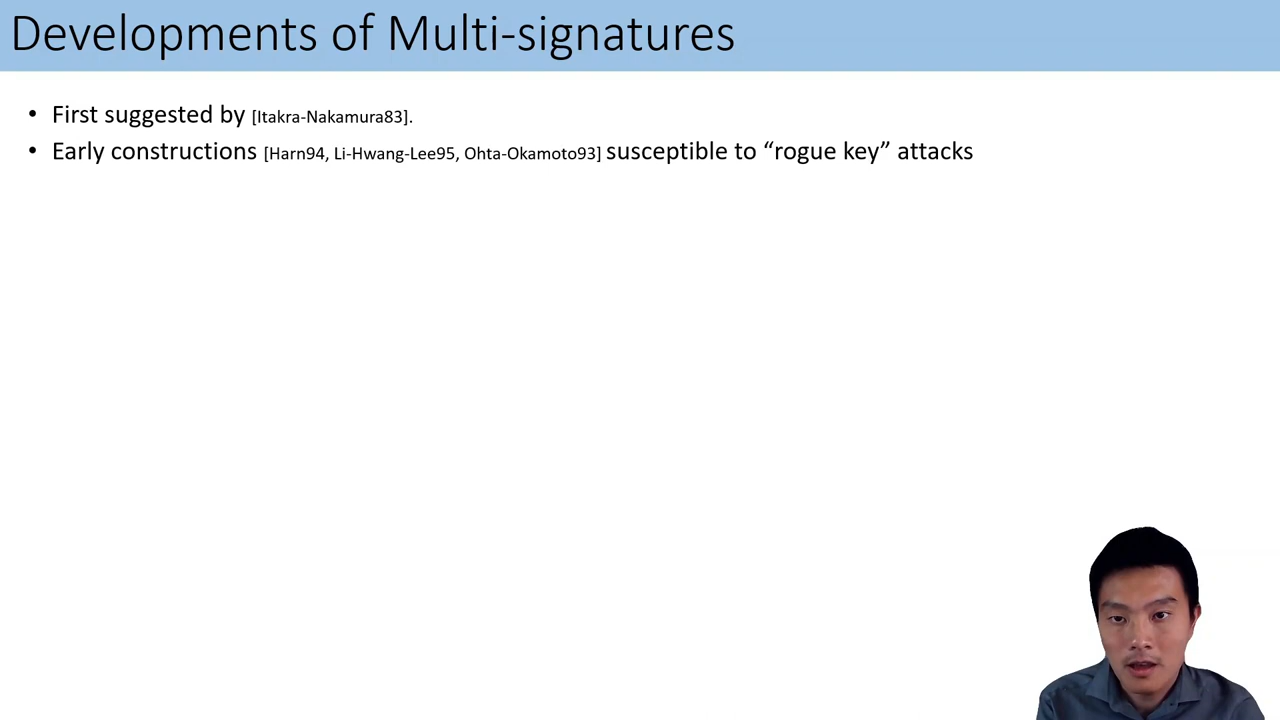 Developments of Multi-signatures
• First suggested by [Itakra-Nakamura83].
• Early constructions [Harn94, Li-Hwang-Lee95, Ohta-Okamoto93] susceptible to “rogue key” attacks